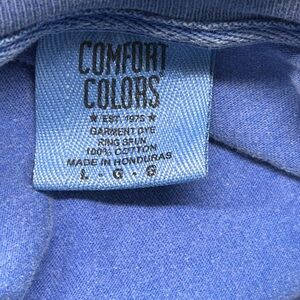 COMFORT
COLORS®
★ EST. 1975 ★
GARMENT DYE
RING SPUN
100% COTTON
MADE IN HONDURAS
L - G - G